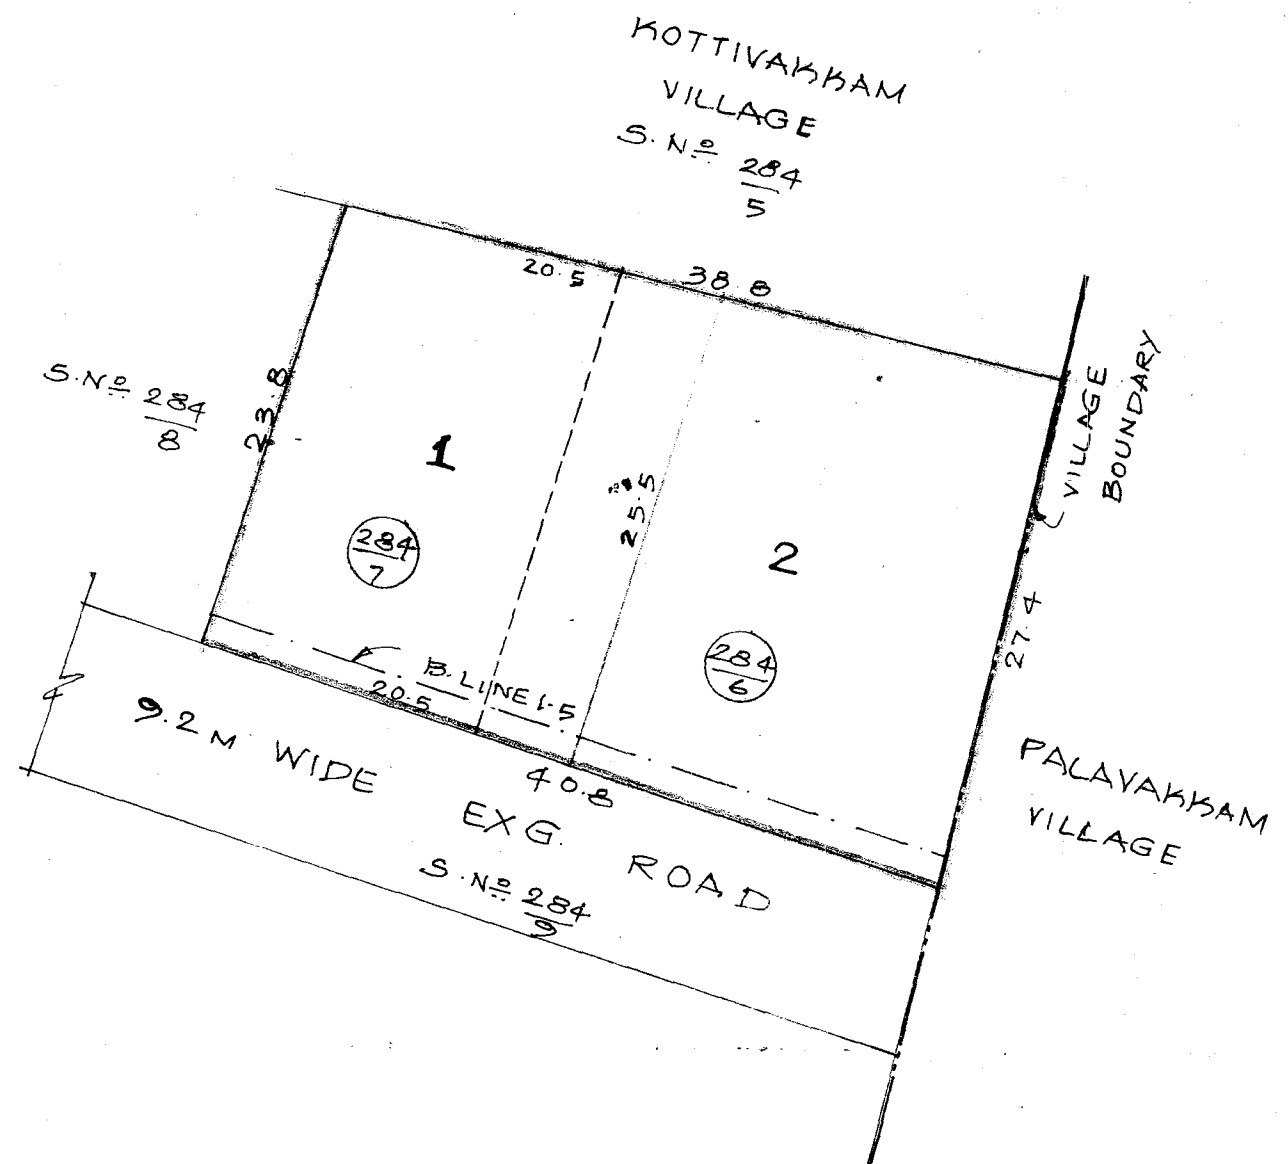 KOTTIVAKKAM
VILLAGE
S.No 284/5
20.5
38.8
S.No 284/8
23.8
1
284/7
25.5
2
284/6
VILLAGE
BOUNDARY
27.4
B.LINE 1.5
20.5
40.8
9.2 M WIDE EXG. ROAD
S.No 284/9
PALAVAKKAM
VILLAGE